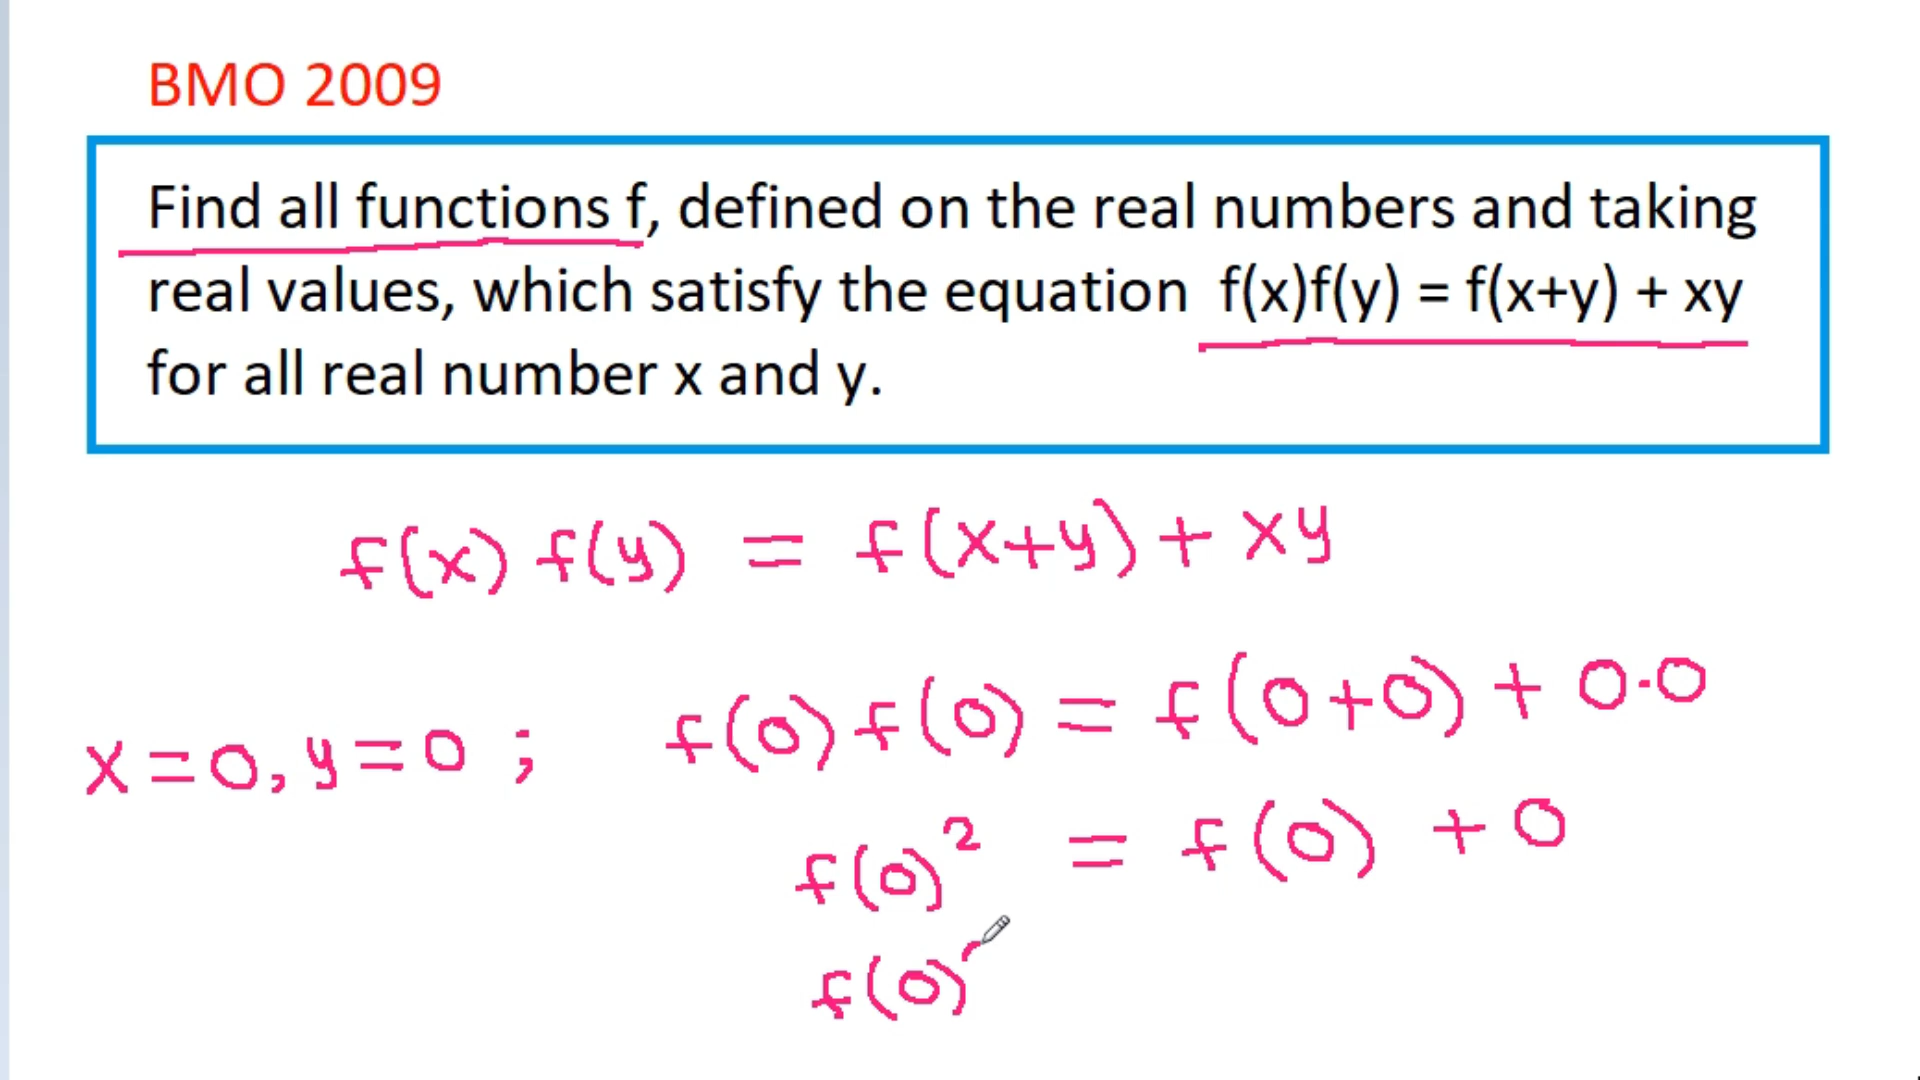 BMO 2009
Find all functions f, defined on the real numbers and taking
real values, which satisfy the equation f(x)f(y) = f(x+y) + xy
for all real number x and y.
f(x) f(y) = f(x+y) + xy
x=0, y=0 ; f(0) f(0) = f(0+0) + 0·0
f(0)² = f(0) + 0
f(0)